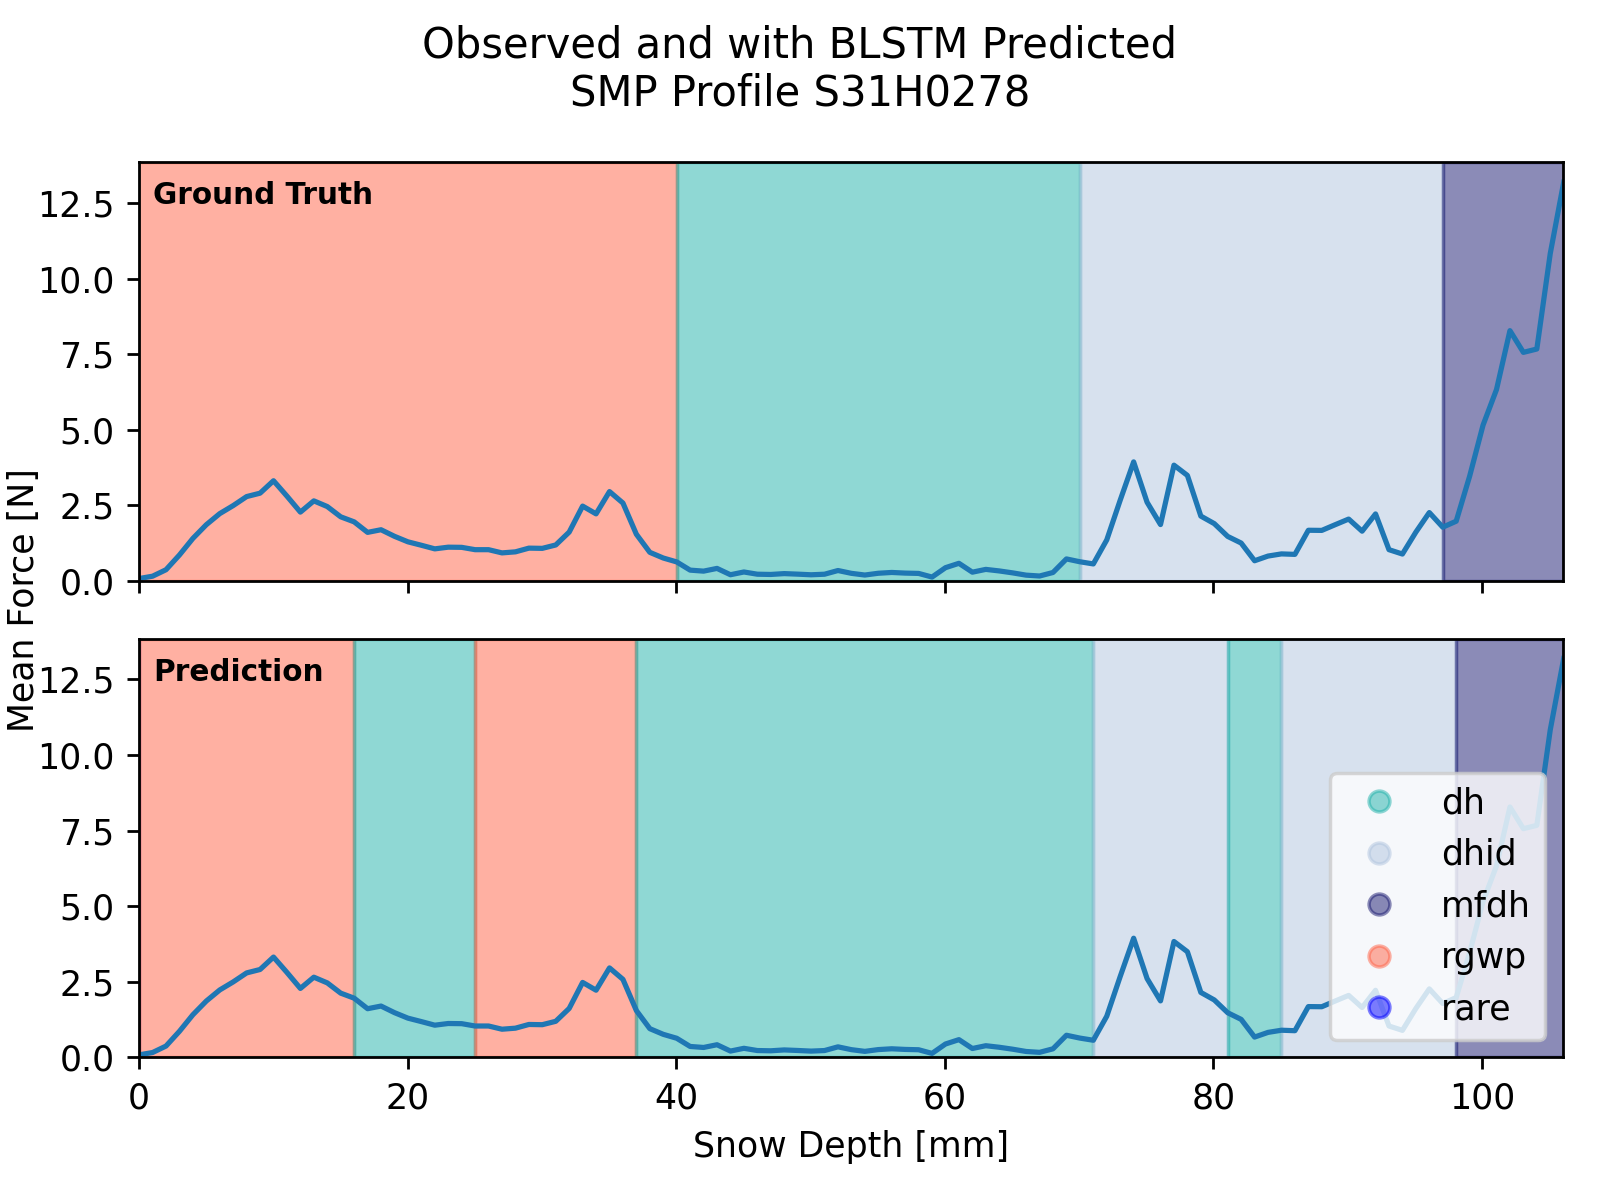 Observed and with BLSTM Predicted
SMP Profile S31H0278
Mean Force [N]
Ground Truth
12.5
10.0
7.5
5.0
2.5
0.0
Prediction
12.5
10.0
7.5
5.0
2.5
0.0
dh
dhid
mfdh
rgwp
rare
0 20 40 60 80 100
Snow Depth [mm]